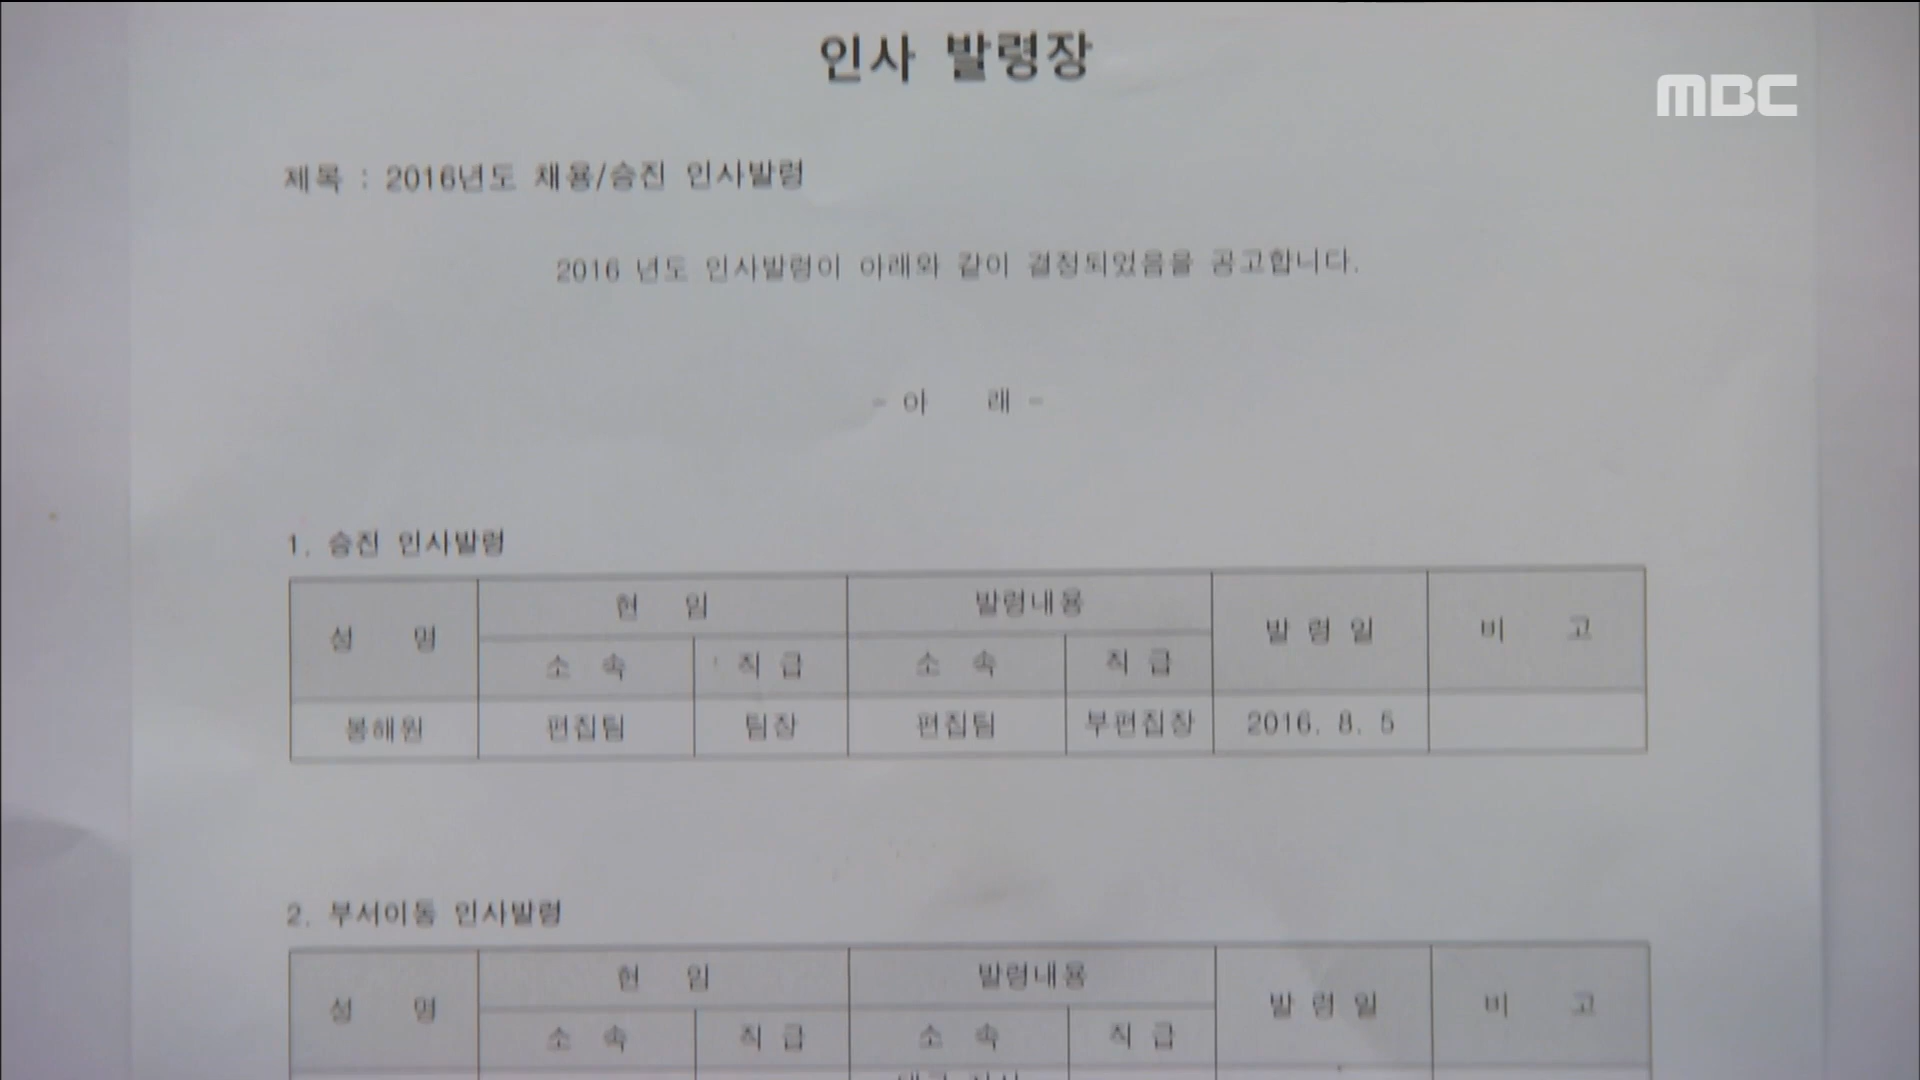 인사 발령장
MBC
제목 : 2016년도 채용/승진 인사발령
2016 년도 인사발령이 아래와 같이 결정되었음을 공고합니다.
- 아 래 -
1. 승진 인사발령
성 명 현 임 발령내용 발 령 일 비 고
소 속 직 급 소 속 직 급
봉해원 편집팀 팀장 편집팀 부편집장 2016. 8. 5
2. 부서이동 인사발령
성 명 현 임 발령내용 발 령 일 비 고
소 속 직 급 소 속 직 급